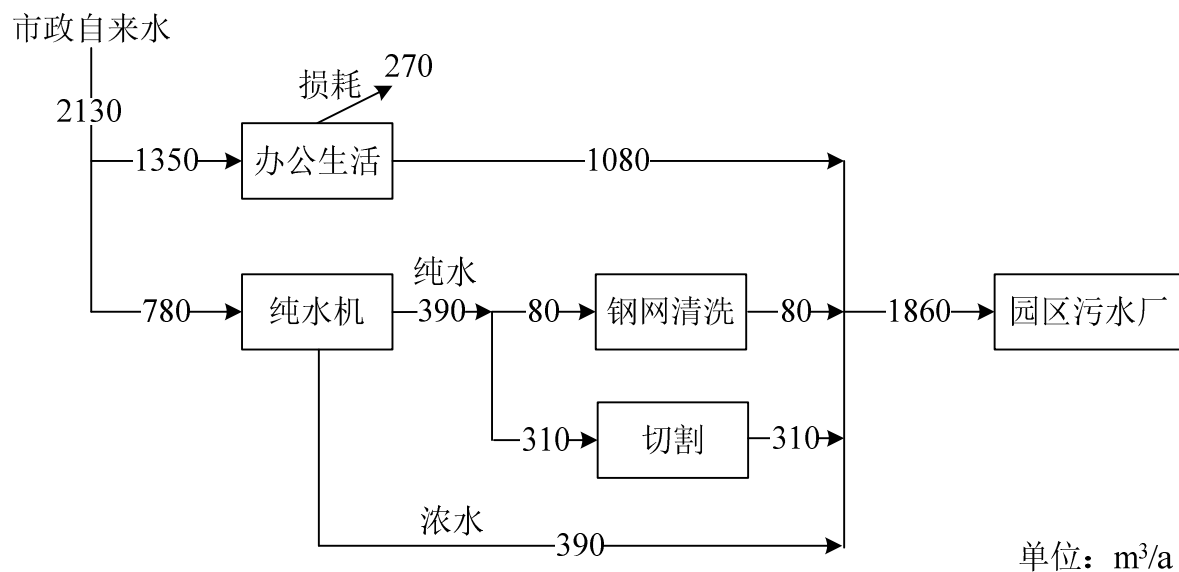 市政自来水
2130
损耗
270
1350
办公生活
1080
780
纯水机
纯水
390
80
钢网清洗
80
1860
园区污水厂
310
切割
310
浓水
390
单位：m³/a